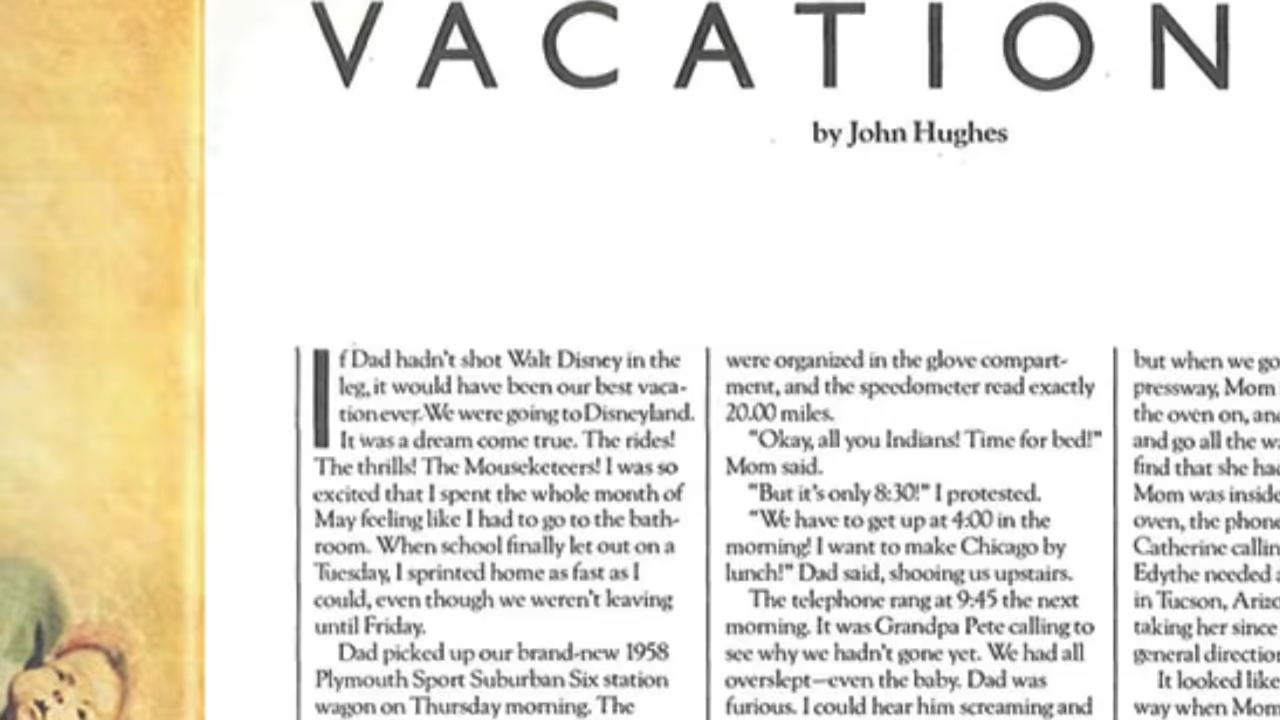 VACATION
by John Hughes
If Dad hadn't shot Walt Disney in the
leg, it would have been our best vaca-
tion ever. We were going to Disneyland.
It was a dream come true. The rides!
The thrills! The Mouseketeers! I was so
excited that I spent the whole month of
May feeling like I had to go to the bath-
room. When school finally let out on a
Tuesday, I sprinted home as fast as I
could, even though we weren't leaving
until Friday.
Dad picked up our brand-new 1958
Plymouth Sport Suburban Six station
wagon on Thursday morning. The
were organized in the glove compart-
ment, and the speedometer read exactly
20.00 miles.
"Okay, all you Indians! Time for bed!"
Mom said.
"But it's only 8:30!" I protested.
"We have to get up at 4:00 in the
morning! I want to make Chicago by
lunch!" Dad said, shooing us upstairs.
The telephone rang at 9:45 the next
morning. It was Grandpa Pete calling to
see why we hadn't gone yet. We had all
overslept—even the baby. Dad was
furious. I could hear him screaming and
but when we go
pressway, Mom
the oven on, and
and go all the wa
find that she had
Mom was inside
oven, the phone
Catherine callin
Edythe needed a
in Tucson, Arizo
taking her since
general direction
It looked like
way when Mom